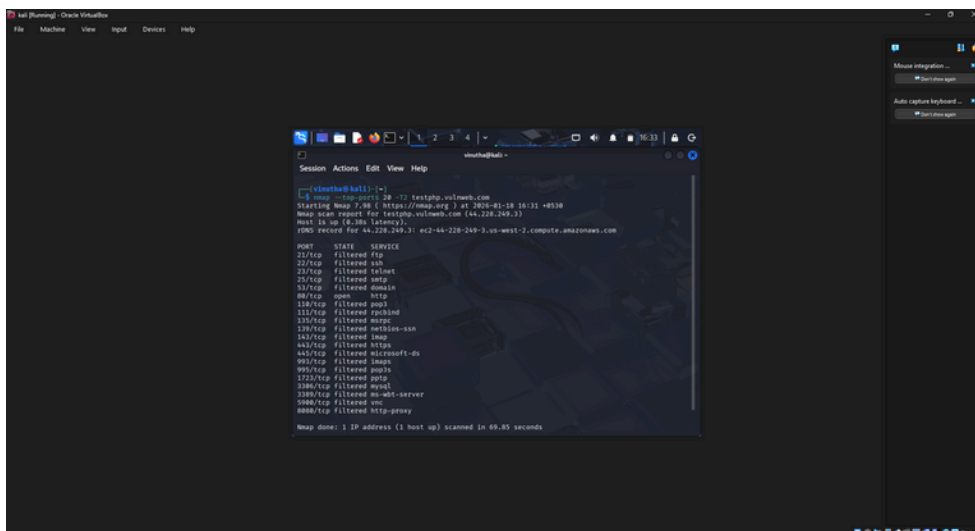 kali [Running] - Oracle VirtualBox
File Machine View Input Devices Help
Mouse integration ...
Don't show again
Auto capture keyboard ...
Don't show again
1 2 3 4 16:33
vinutha@kali: ~
Session Actions Edit View Help
┌──(vinutha㉿kali)-[~]
└─$ nmap --top-ports 20 -T2 testphp.vulnweb.com
Starting Nmap 7.98 ( https://nmap.org ) at 2026-01-18 16:31 +0530
Nmap scan report for testphp.vulnweb.com (44.228.249.3)
Host is up (0.38s latency).
rDNS record for 44.228.249.3: ec2-44-228-249-3.us-west-2.compute.amazonaws.com
PORT STATE SERVICE
21/tcp filtered ftp
22/tcp filtered ssh
23/tcp filtered telnet
25/tcp filtered smtp
53/tcp filtered domain
80/tcp open http
110/tcp filtered pop3
111/tcp filtered rpcbind
135/tcp filtered msrpc
139/tcp filtered netbios-ssn
143/tcp filtered imap
443/tcp filtered https
445/tcp filtered microsoft-ds
993/tcp filtered imaps
995/tcp filtered pop3s
1723/tcp filtered pptp
3306/tcp filtered mysql
3389/tcp filtered ms-wbt-server
5900/tcp filtered vnc
8080/tcp filtered http-proxy
Nmap done: 1 IP address (1 host up) scanned in 69.85 seconds